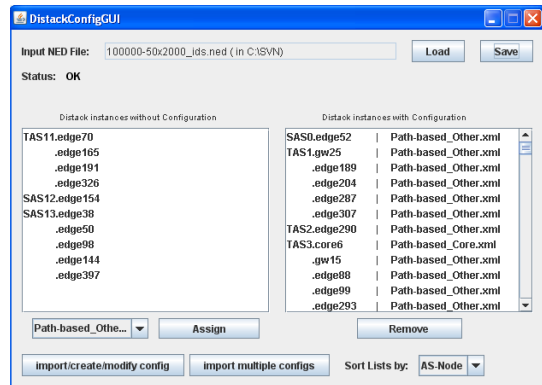 DistackConfigGUI
Input NED File: 100000-50x2000_ids.ned ( in C:\SVN) Load Save
Status: OK
Distack instances without Configuration
TAS11.edge70
.edge165
.edge191
.edge326
SAS12.edge154
SAS13.edge38
.edge50
.edge98
.edge144
.edge397
Path-based_Othe... Assign
Distack instances with Configuration
SAS0.edge52 | Path-based_Other.xml
TAS1.gw25 | Path-based_Other.xml
.edge189 | Path-based_Other.xml
.edge204 | Path-based_Other.xml
.edge287 | Path-based_Other.xml
.edge307 | Path-based_Other.xml
TAS2.edge290 | Path-based_Other.xml
TAS3.core6 | Path-based_Core.xml
.gw15 | Path-based_Other.xml
.edge88 | Path-based_Other.xml
.edge99 | Path-based_Other.xml
.edge293 | Path-based_Other.xml
Remove
import/create/modify config import multiple configs Sort Lists by: AS-Node